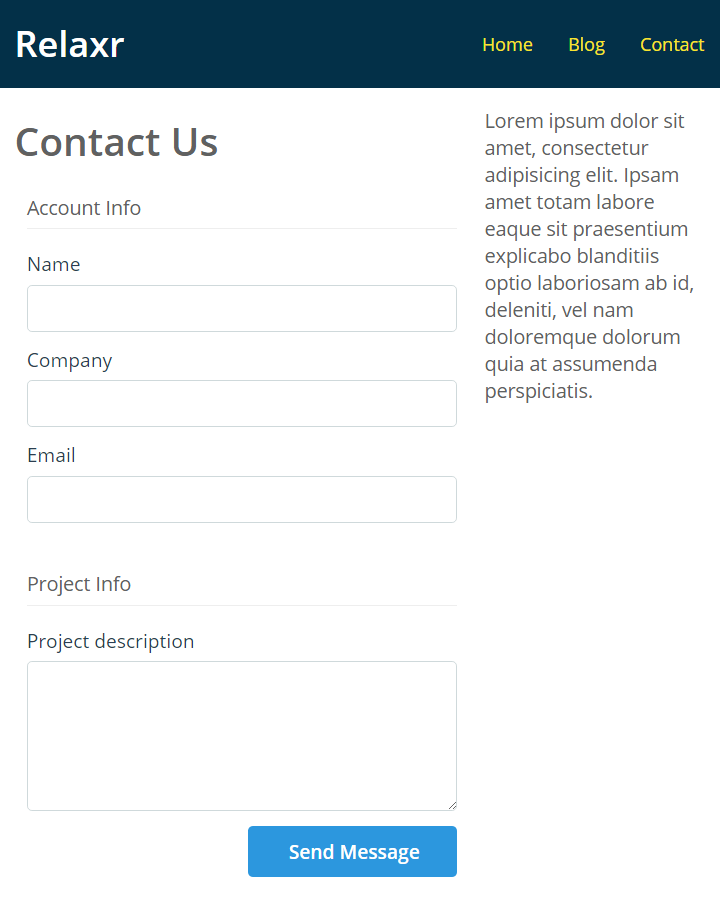 Relaxr
Home Blog Contact
Contact Us
Account Info
Name
Company
Email
Project Info
Project description
Send Message
Lorem ipsum dolor sit
amet, consectetur
adipisicing elit. Ipsam
amet totam labore
eaque sit praesentium
explicabo blanditiis
optio laboriosam ab id,
deleniti, vel nam
doloremque dolorum
quia at assumenda
perspiciatis.